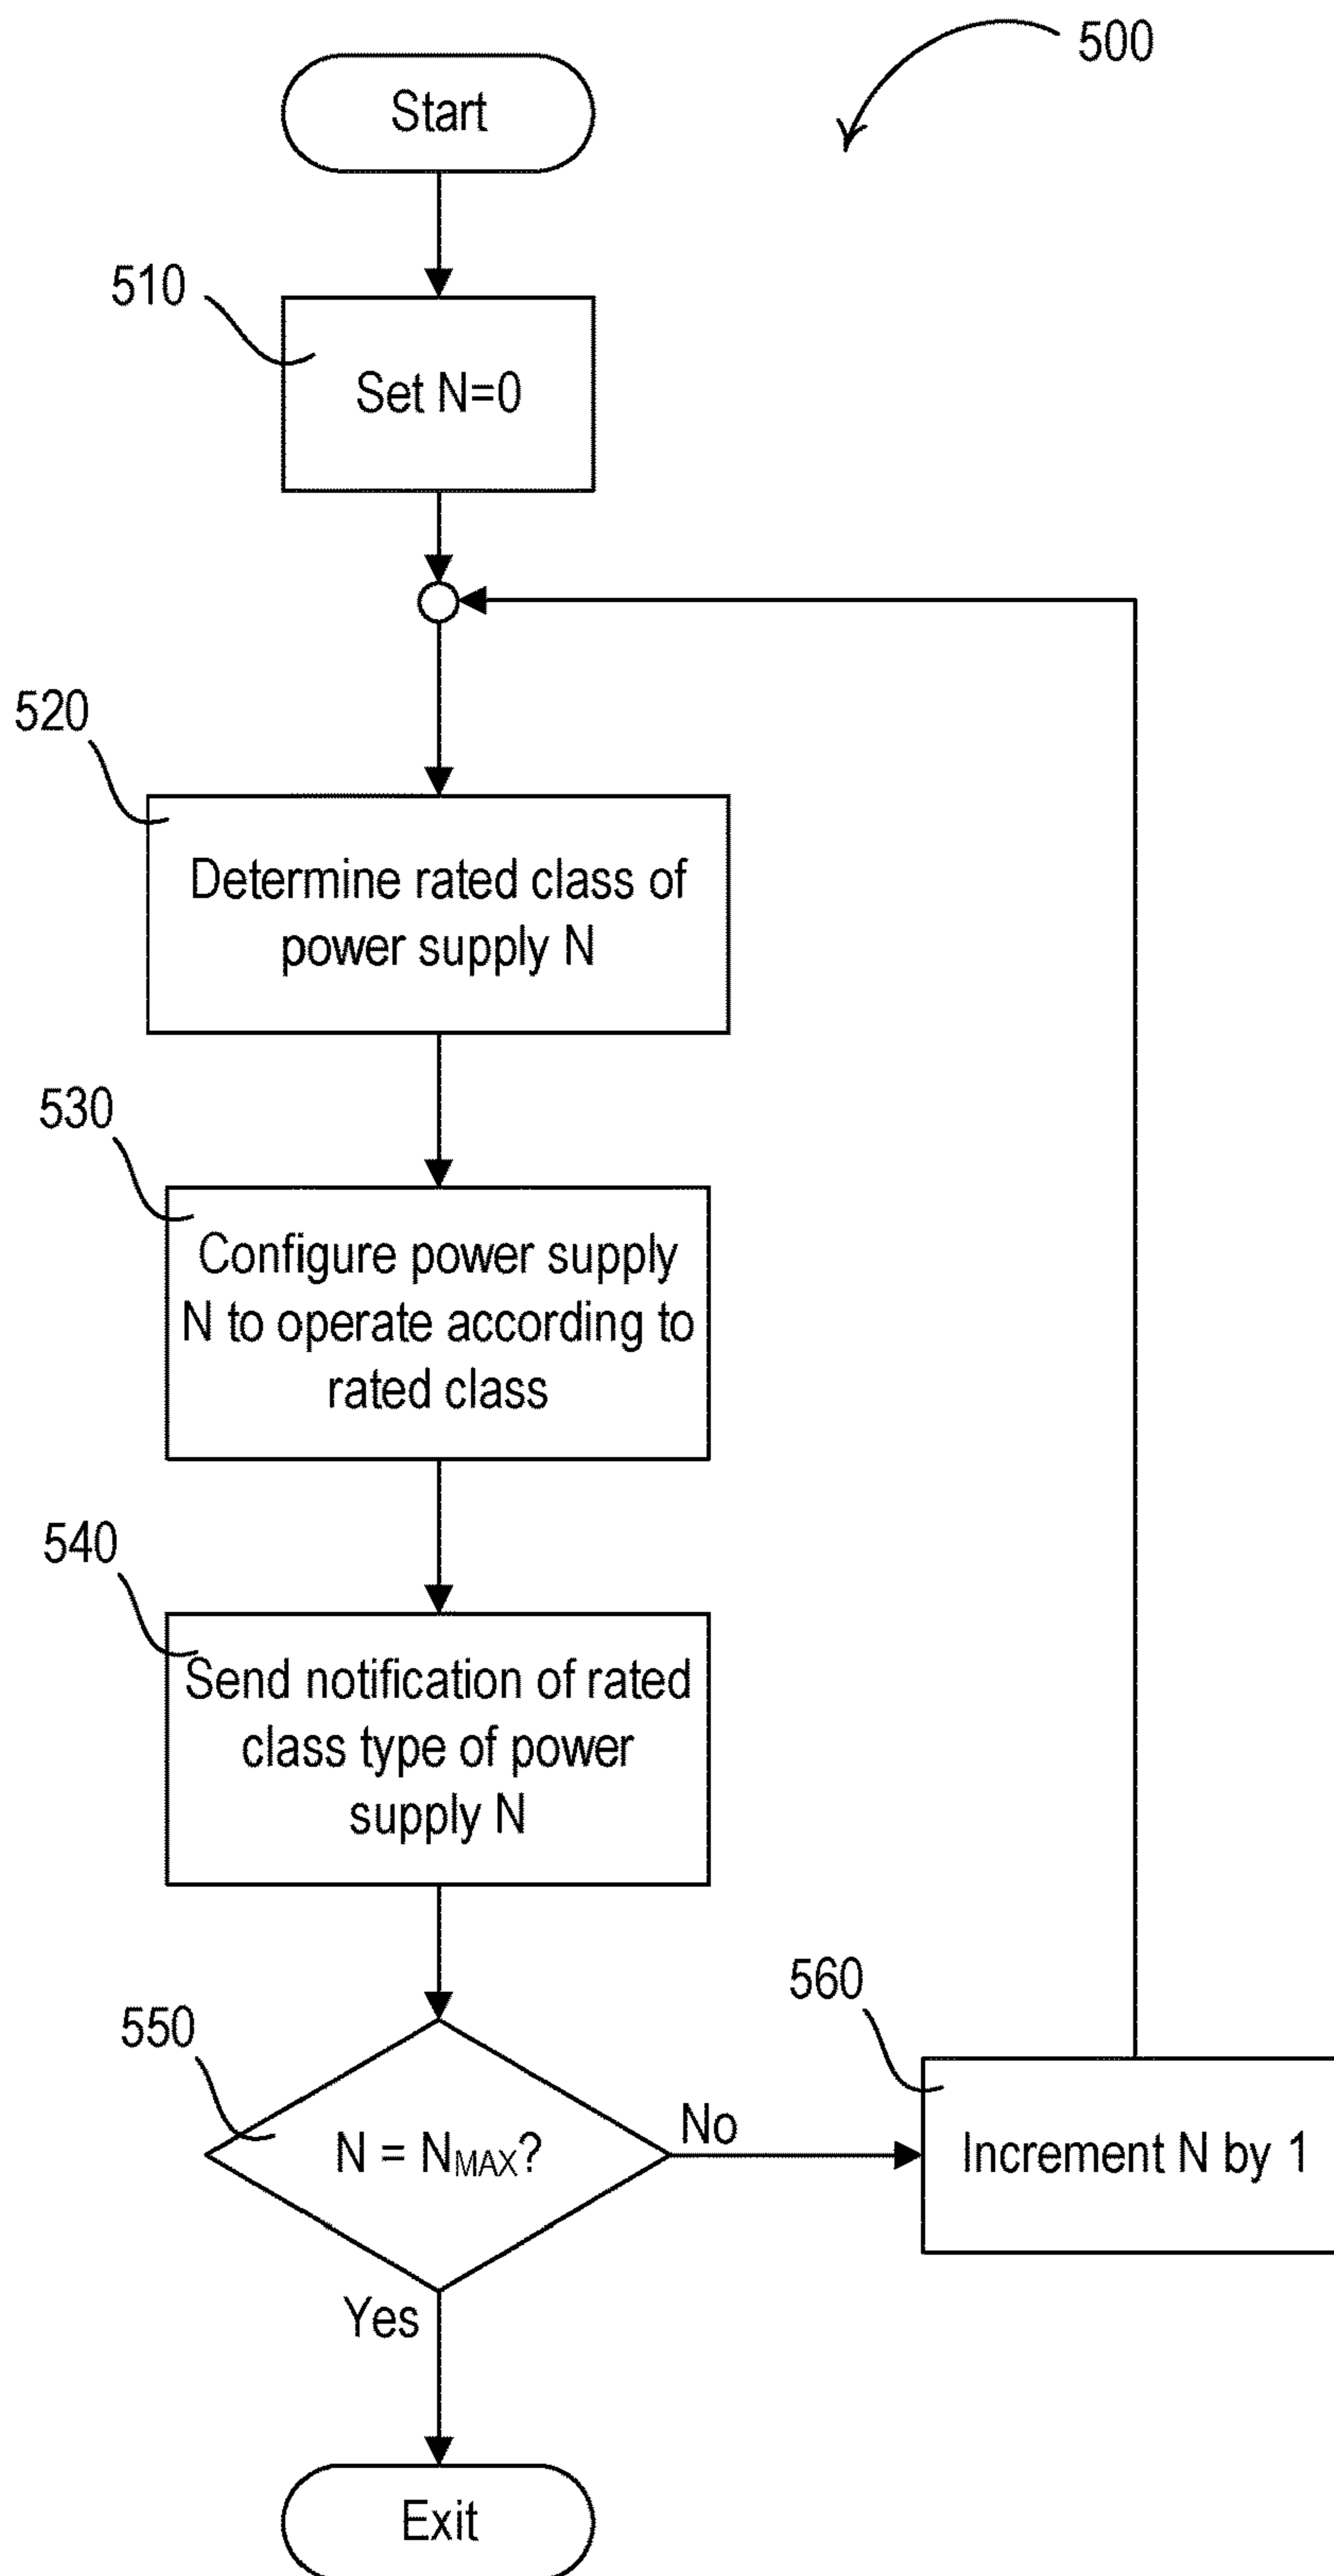 500
Start
510
Set N=0
520
Determine rated class of
power supply N
530
Configure power supply
N to operate according to
rated class
540
Send notification of rated
class type of power
supply N
550
N = NMAX?
No
560
Increment N by 1
Yes
Exit